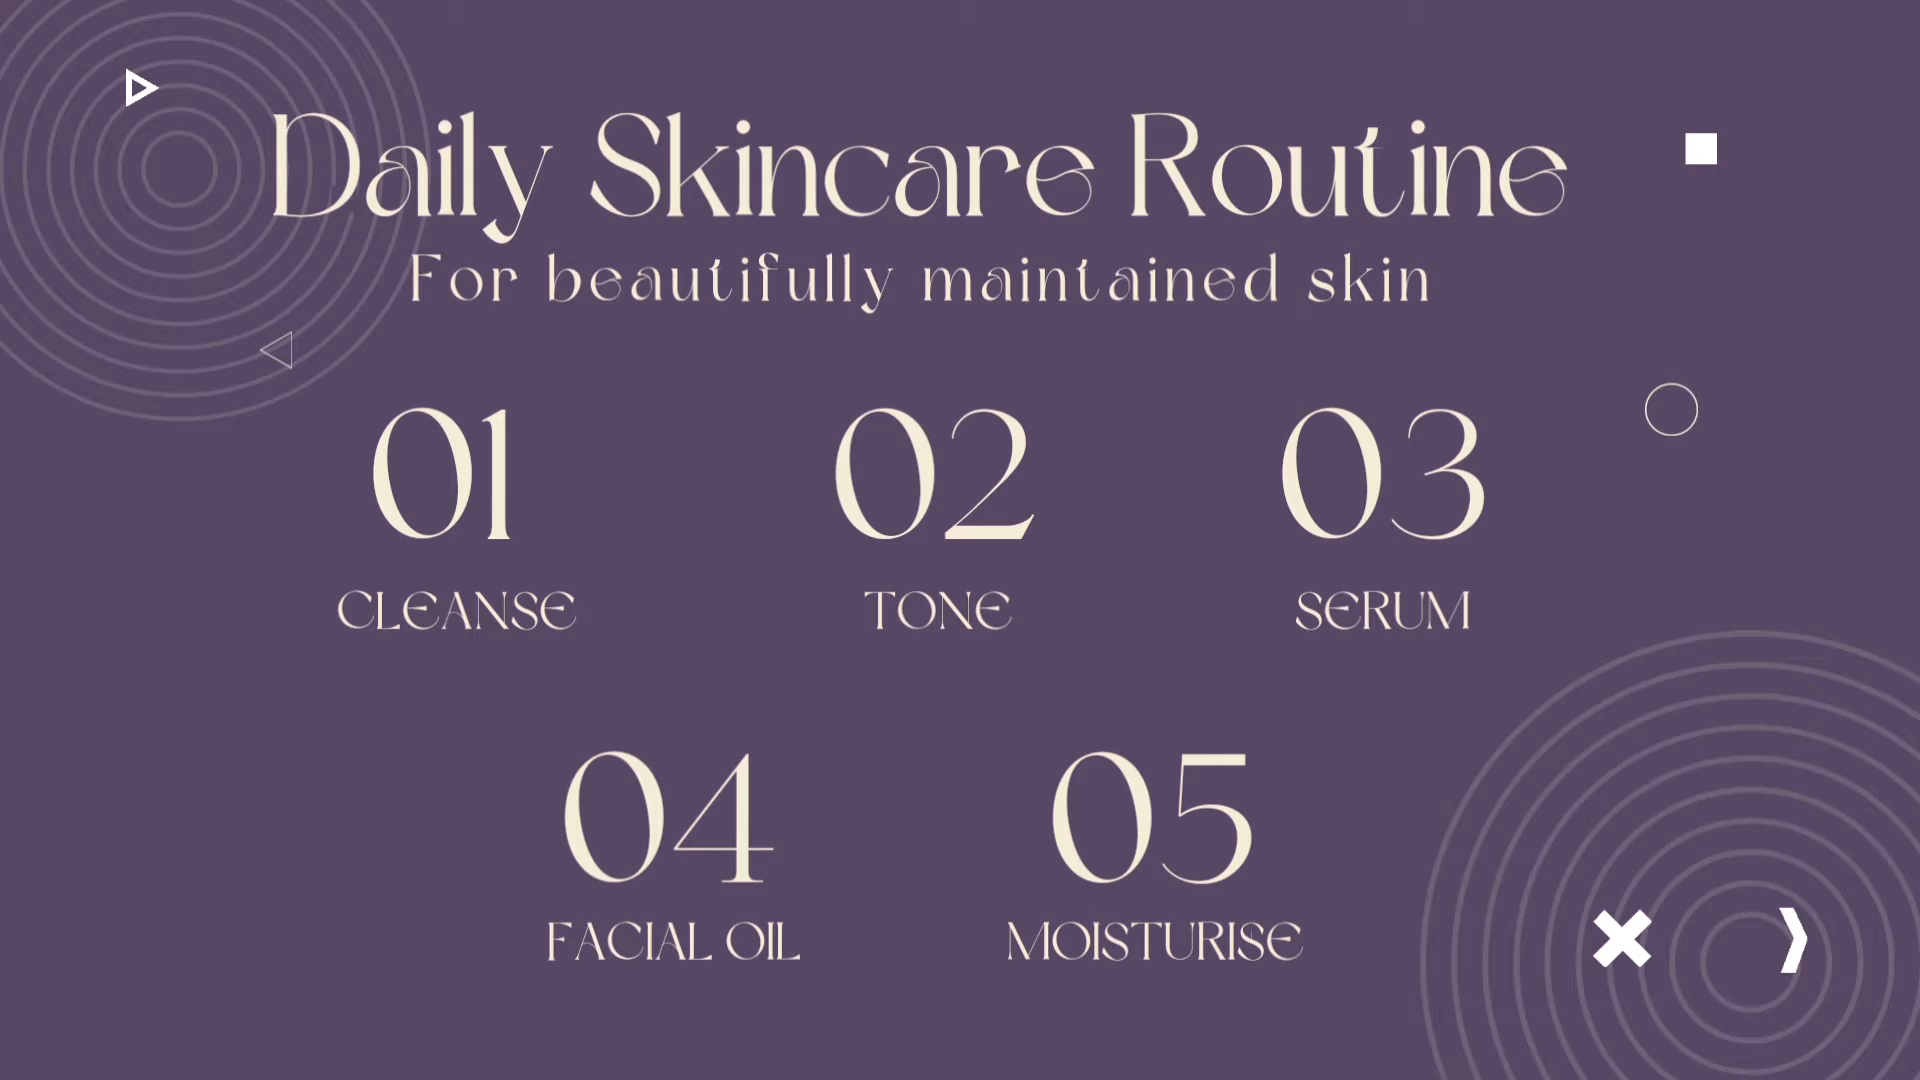 Daily Skincare Routine
For beautifully maintained skin
01
02
03
CLEANSE
TONE
SERUM
04
05
FACIAL OIL
MOISTURISE